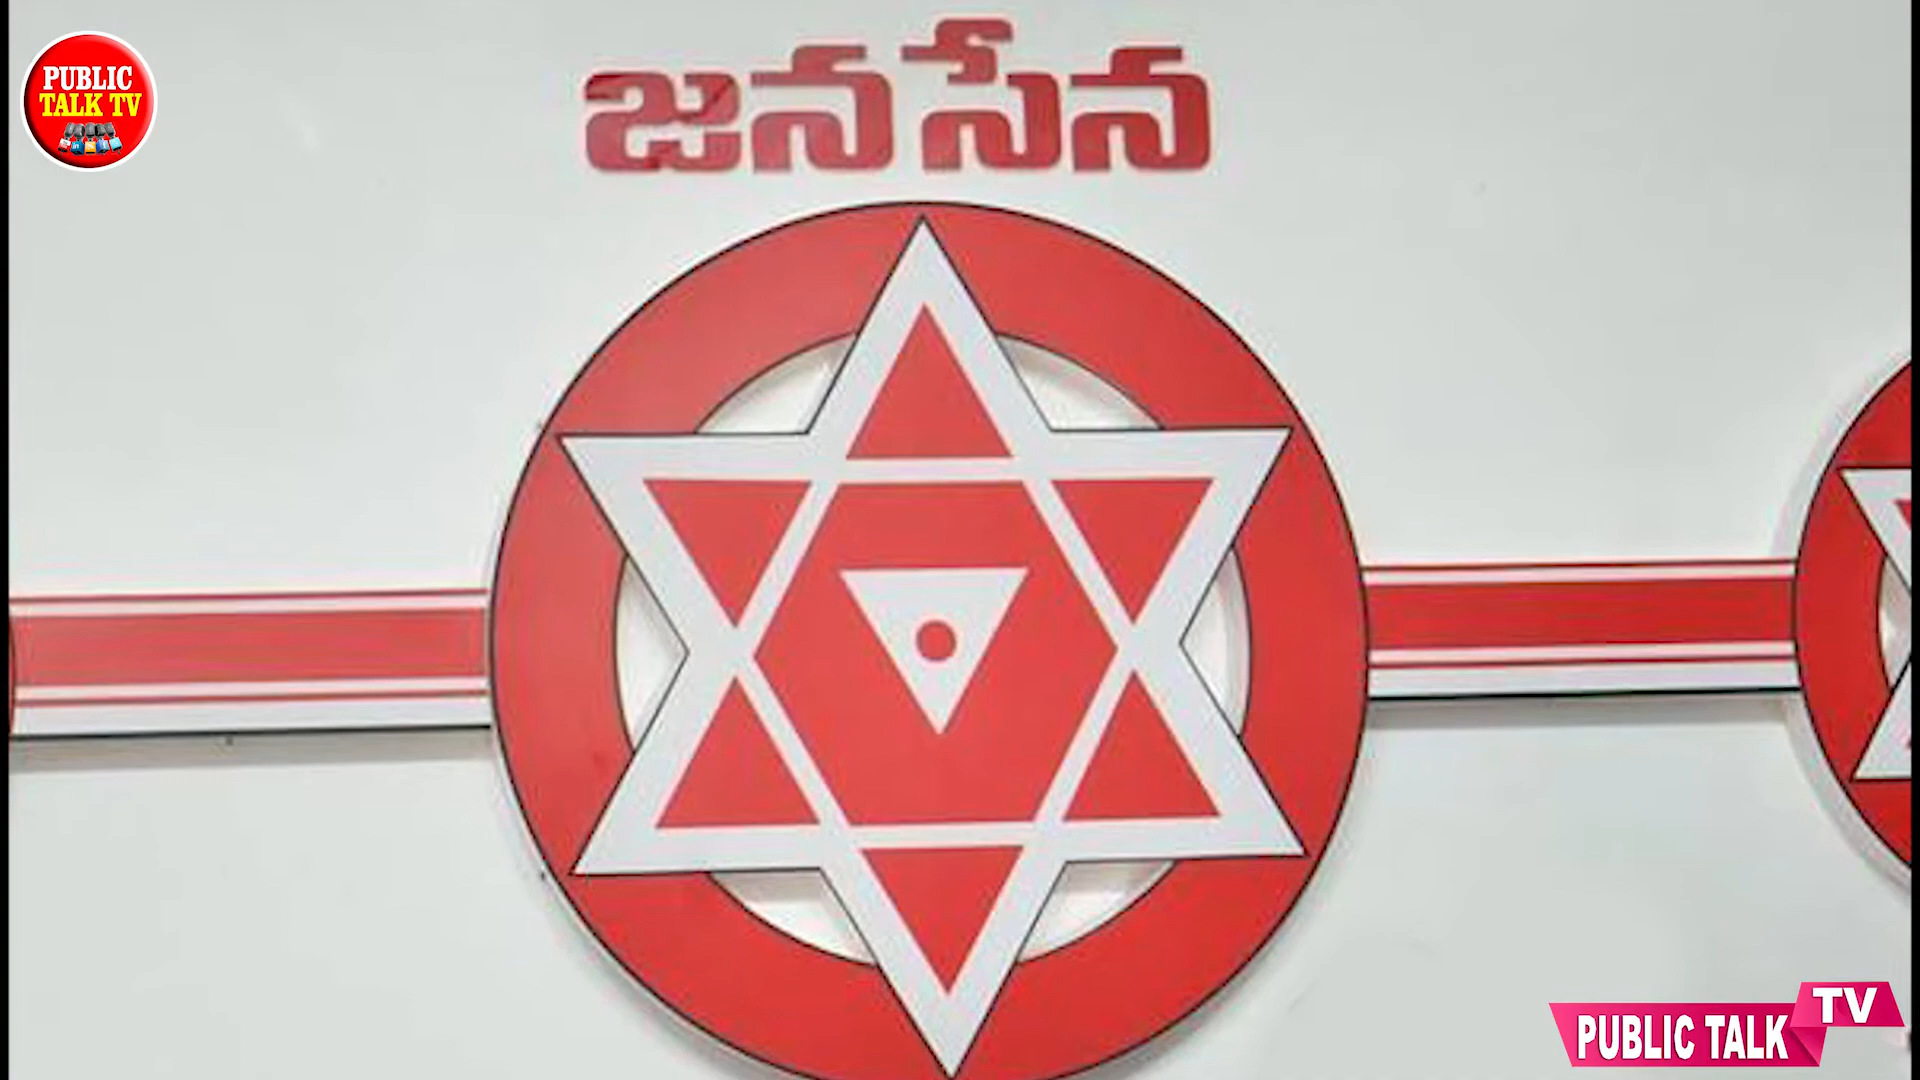 PUBLIC
TALK TV
జనసేన
TV
PUBLIC TALK